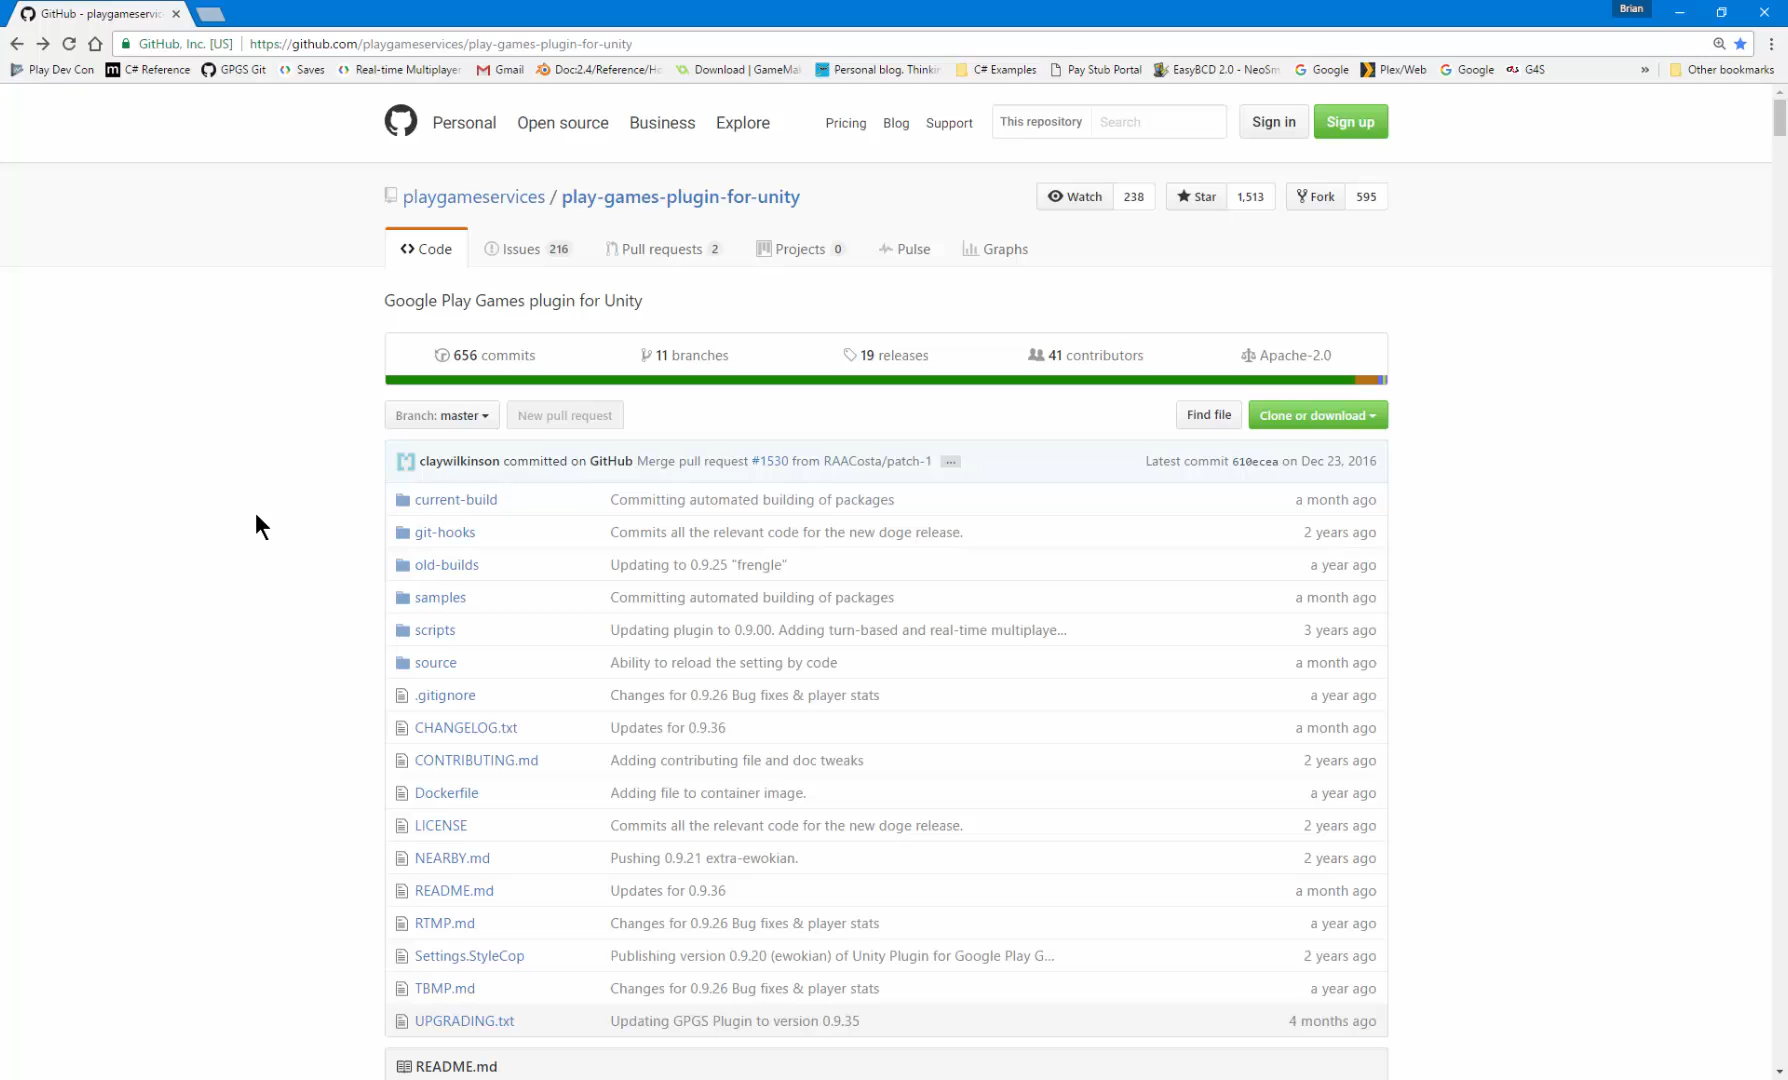 GitHub - playgameservic
Brian
GitHub, Inc. [US] https://github.com/playgameservices/play-games-plugin-for-unity
Play Dev Con C# Reference GPGS Git Saves Real-time Multiplayer Gmail Doc:2.4/Reference/Ho Download | GameMak Personal blog. Thinkin C# Examples Pay Stub Portal EasyBCD 2.0 - NeoSm Google Plex/Web Google G4S » Other bookmarks
Personal Open source Business Explore Pricing Blog Support This repository Search Sign in Sign up
playgameservices / play-games-plugin-for-unity Watch 238 Star 1,513 Fork 595
Code Issues 216 Pull requests 2 Projects 0 Pulse Graphs
Google Play Games plugin for Unity
656 commits 11 branches 19 releases 41 contributors Apache-2.0
Branch: master New pull request Find file Clone or download
claywilkinson committed on GitHub Merge pull request #1530 from RAACosta/patch-1 ... Latest commit 610ecea on Dec 23, 2016
current-build Committing automated building of packages a month ago
git-hooks Commits all the relevant code for the new doge release. 2 years ago
old-builds Updating to 0.9.25 "frengle" a year ago
samples Committing automated building of packages a month ago
scripts Updating plugin to 0.9.00. Adding turn-based and real-time multiplaye... 3 years ago
source Ability to reload the setting by code a month ago
.gitignore Changes for 0.9.26 Bug fixes & player stats a year ago
CHANGELOG.txt Updates for 0.9.36 a month ago
CONTRIBUTING.md Adding contributing file and doc tweaks 2 years ago
Dockerfile Adding file to container image. a year ago
LICENSE Commits all the relevant code for the new doge release. 2 years ago
NEARBY.md Pushing 0.9.21 extra-ewokian. 2 years ago
README.md Updates for 0.9.36 a month ago
RTMP.md Changes for 0.9.26 Bug fixes & player stats a year ago
Settings.StyleCop Publishing version 0.9.20 (ewokian) of Unity Plugin for Google Play G... 2 years ago
TBMP.md Changes for 0.9.26 Bug fixes & player stats a year ago
UPGRADING.txt Updating GPGS Plugin to version 0.9.35 4 months ago
README.md